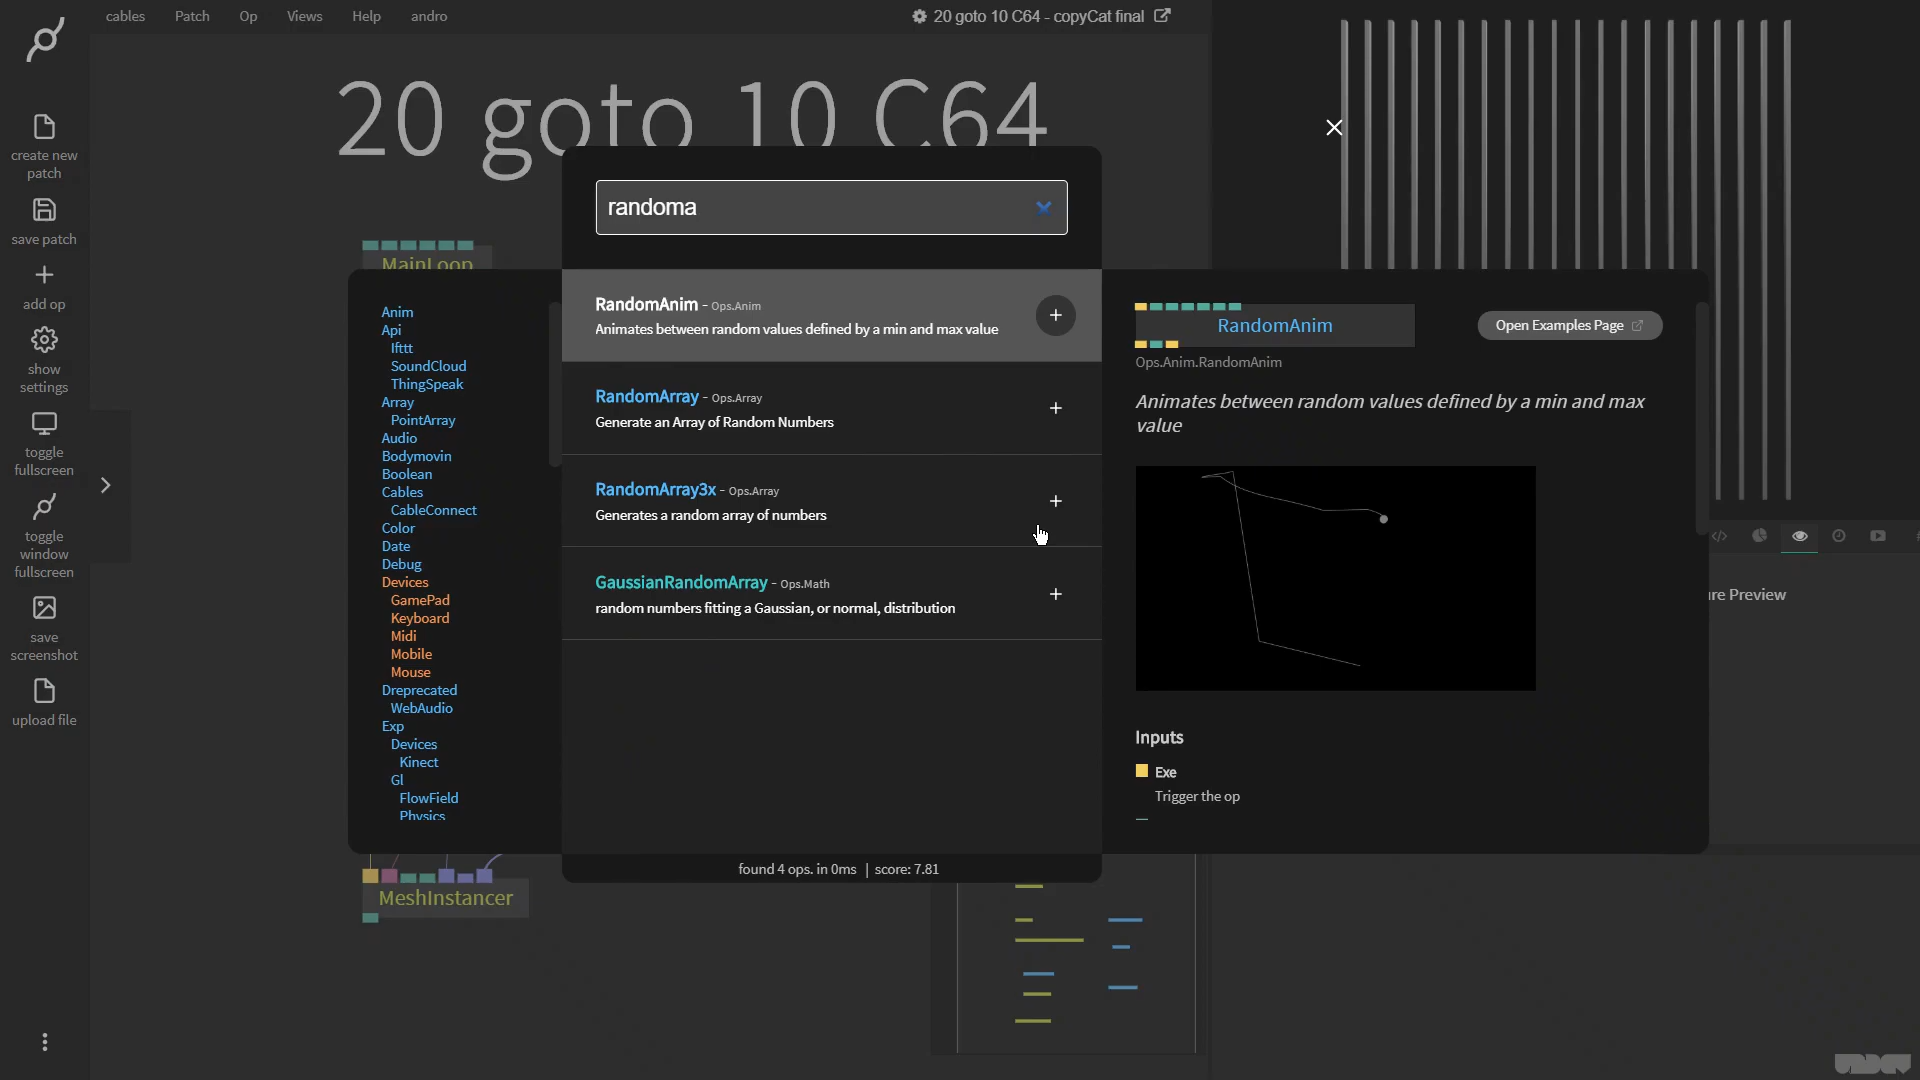 cables Patch Op Views Help andro
20 goto 10 C64 - copyCat final
20 goto 10 C64
create new
patch
save patch
add op
show
settings
toggle
fullscreen
toggle
window
fullscreen
save
screenshot
upload file
MainLoop
randoma
Anim
Api
Ifttt
SoundCloud
ThingSpeak
Array
PointArray
Audio
Bodymovin
Boolean
Cables
CableConnect
Color
Date
Debug
Devices
GamePad
Keyboard
Midi
Mobile
Mouse
Dreprecated
WebAudio
Exp
Devices
Kinect
Gl
FlowField
Physics
RandomAnim - Ops.Anim
Animates between random values defined by a min and max value
RandomArray - Ops.Array
Generate an Array of Random Numbers
RandomArray3x - Ops.Array
Generates a random array of numbers
GaussianRandomArray - Ops.Math
random numbers fitting a Gaussian, or normal, distribution
found 4 ops. in 0ms | score: 7.81
RandomAnim
Open Examples Page
Ops.Anim.RandomAnim
Animates between random values defined by a min and max
value
Inputs
Exe
Trigger the op
MeshInstancer
ure Preview